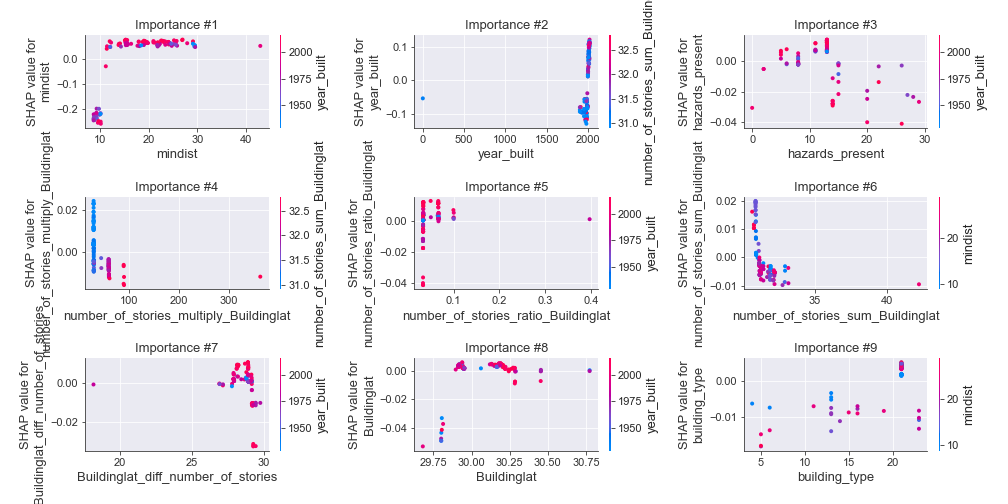 Importance #1
SHAP value for
mindist
0.0
−0.1
−0.2
10
20
30
40
mindist
2000
1975
1950
year_built
Importance #2
SHAP value for
year_built
0.1
0.0
−0.1
0
500
1000
1500
2000
year_built
32.5
32.0
31.5
31.0
number_of_stories_sum_Buildinglat
Importance #3
SHAP value for
hazards_present
0.00
−0.02
−0.04
0
10
20
30
hazards_present
2000
1975
1950
year_built
Importance #4
SHAP value for
number_of_stories_multiply_Buildinglat
0.02
0.00
100
200
300
number_of_stories_multiply_Buildinglat
32.5
32.0
31.5
31.0
number_of_stories_sum_Buildinglat
Importance #5
SHAP value for
number_of_stories_ratio_Buildinglat
0.00
−0.02
−0.04
0.1
0.2
0.3
0.4
number_of_stories_ratio_Buildinglat
2000
1975
1950
year_built
Importance #6
SHAP value for
number_of_stories_sum_Buildinglat
0.02
0.01
0.00
−0.01
35
40
number_of_stories_sum_Buildinglat
20
10
mindist
Importance #7
SHAP value for
Buildinglat_diff_number_of_stories
0.00
−0.02
20
25
30
Buildinglat_diff_number_of_stories
2000
1975
1950
year_built
Importance #8
SHAP value for
Buildinglat
0.00
−0.02
−0.04
29.75
30.00
30.25
30.50
30.75
Buildinglat
2000
1975
1950
year_built
Importance #9
SHAP value for
building_type
0.00
−0.01
5
10
15
20
building_type
20
10
mindist